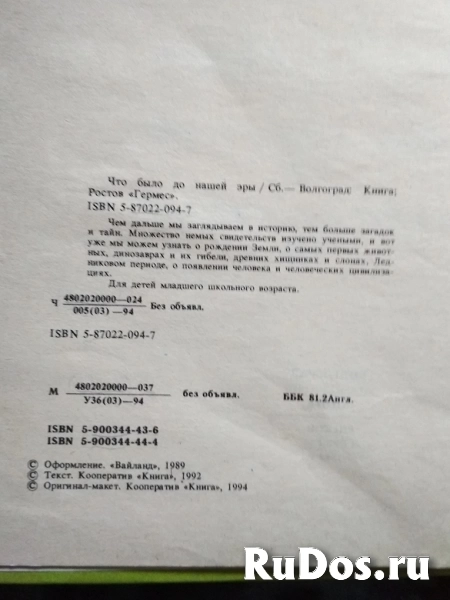 Что было до нашей эры / Сб.— Волгоград: Книга;
Ростов «Гермес».
ISBN 5-87022-094-7
Чем дальше мы заглядываем в историю, тем больше загадок
и тайн. Множество немых свидетельств изучено учеными, и вот
уже мы можем узнать о рождении Земли, о самых первых живот-
ных, динозаврах и их гибели, древних хищниках и слонах, Лед-
никовом периоде, о появлении человека и человеческих цивилиза-
циях.
Для детей младшего школьного возраста.
Ч 4802020000—024
005(03)—94 Без объявл.
ISBN 5-87022-094-7
М 4802020000—037
У36(03)—94 без объявл. ББК 81.2Англ.
ISBN 5-900344-43-6
ISBN 5-900344-44-4
© Оформление. «Вайланд», 1989
© Текст. Кооператив «Книга», 1992
© Оригинал-макет. Кооператив «Книга», 1994
RuDos.ru